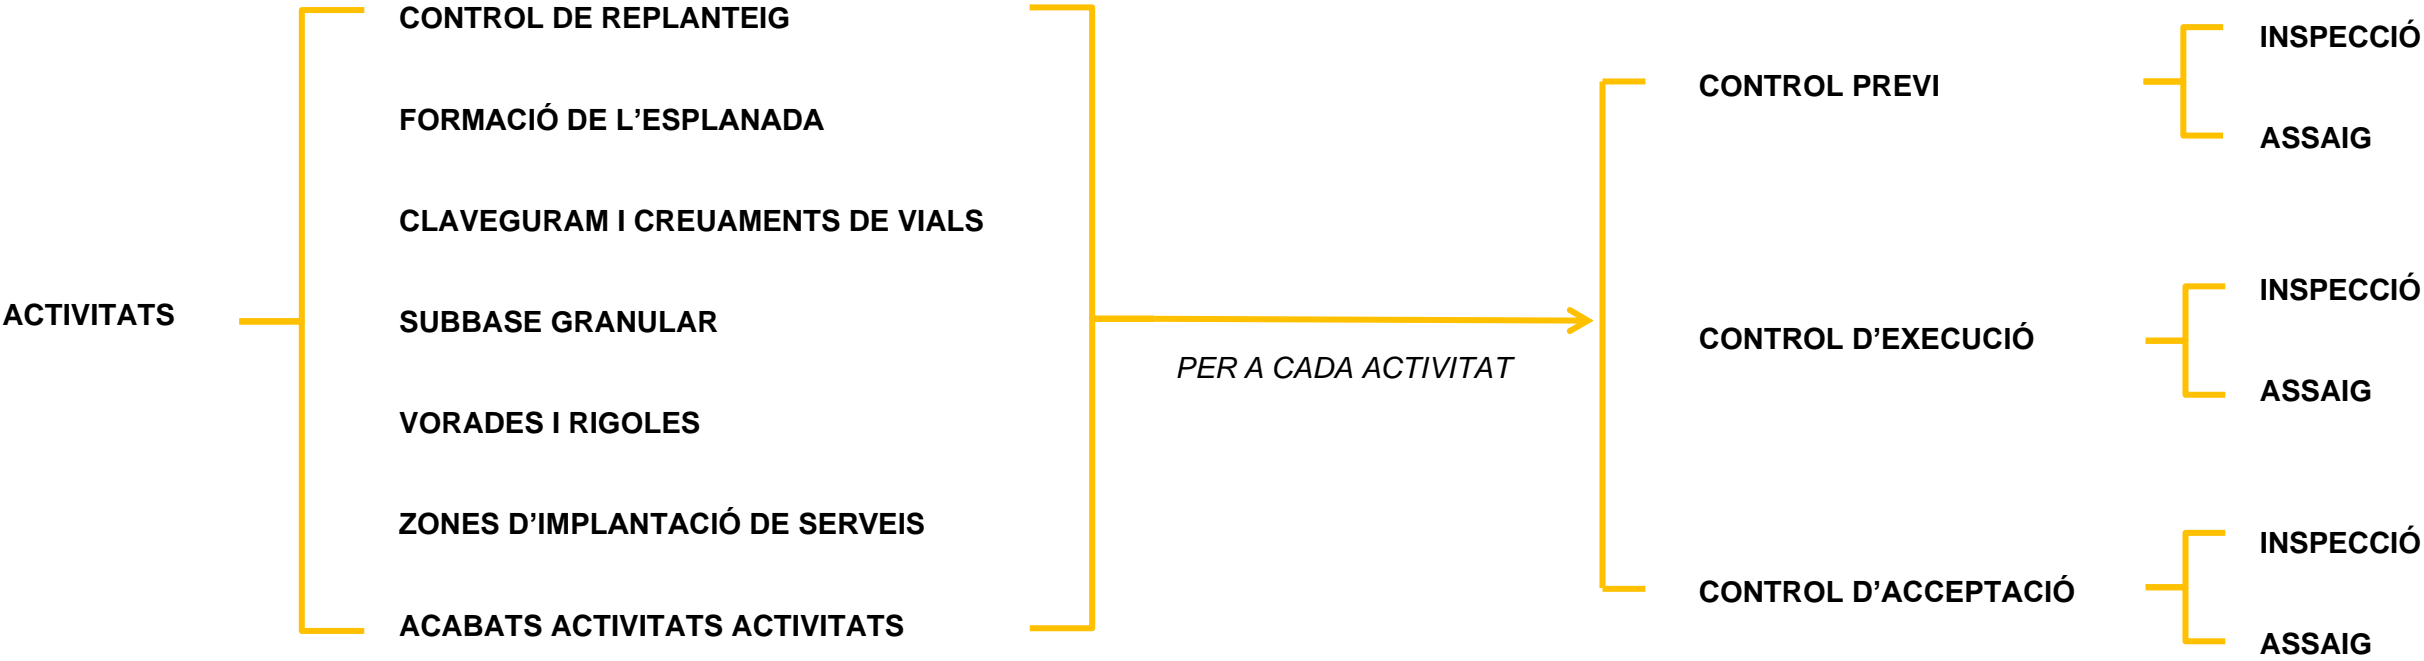 ACTIVITATS
CONTROL DE REPLANTEIG
FORMACIÓ DE L’ESPLANADA
CLAVEGURAM I CREUAMENTS DE VIALS
SUBBASE GRANULAR
VORADES I RIGOLES
ZONES D’IMPLANTACIÓ DE SERVEIS
ACABATS ACTIVITATS ACTIVITATS
PER A CADA ACTIVITAT
CONTROL PREVI
INSPECCIÓ
ASSAIG
CONTROL D’EXECUCIÓ
INSPECCIÓ
ASSAIG
CONTROL D’ACCEPTACIÓ
INSPECCIÓ
ASSAIG